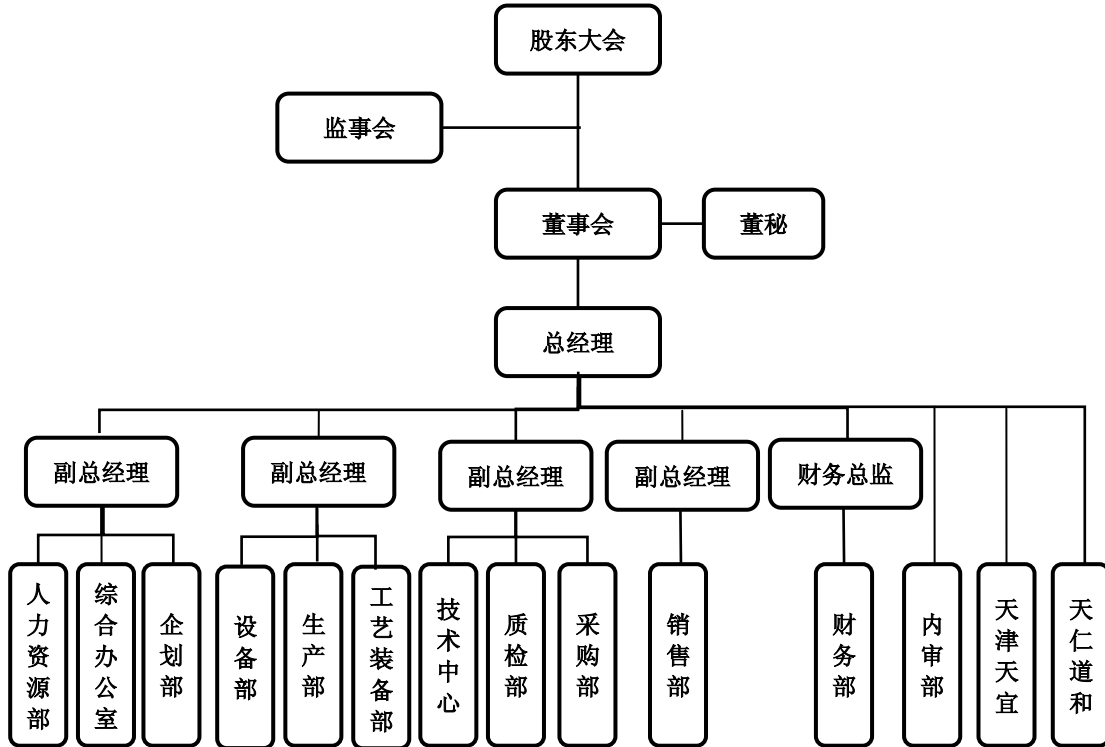 股东大会
监事会
董事会
董秘
总经理
副总经理
副总经理
副总经理
副总经理
财务总监
人力资源部
综合办公室
企划部
设备部
生产部
工艺装备部
技术中心
质检部
采购部
销售部
财务部
内审部
天津天宜
天仁道和